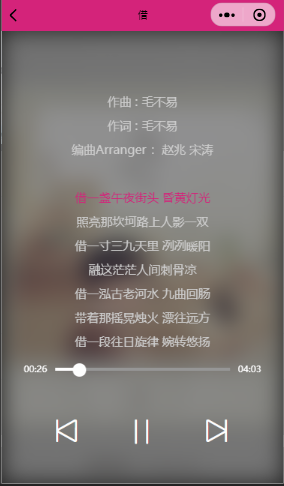 借
作曲 : 毛不易
作词 : 毛不易
编曲Arranger： 赵兆 宋涛
借一盏午夜街头 昏黄灯光
照亮那坎坷路上人影一双
借一寸三九天里 冽冽暖阳
融这茫茫人间刺骨凉
借一泓古老河水 九曲回肠
带着那摇晃烛火 漂往远方
借一段往日旋律 婉转悠扬
00:26 04:03